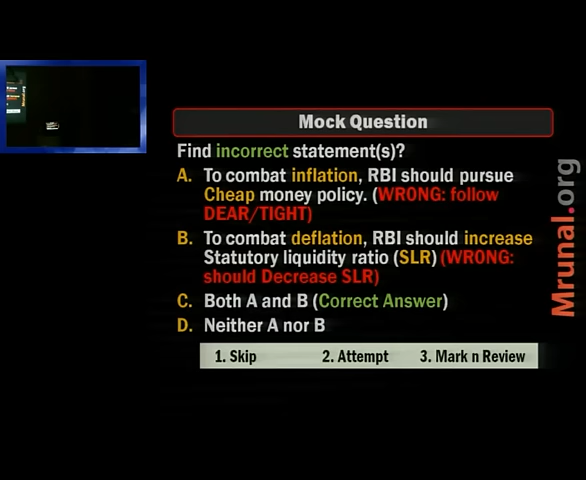 Mock Question
Find incorrect statement(s)?
A. To combat inflation, RBI should pursue
Cheap money policy. (WRONG: follow
DEAR/TIGHT)
B. To combat deflation, RBI should increase
Statutory liquidity ratio (SLR) (WRONG:
should Decrease SLR)
C. Both A and B (Correct Answer)
D. Neither A nor B
1. Skip 2. Attempt 3. Mark n Review
Mrunal.org